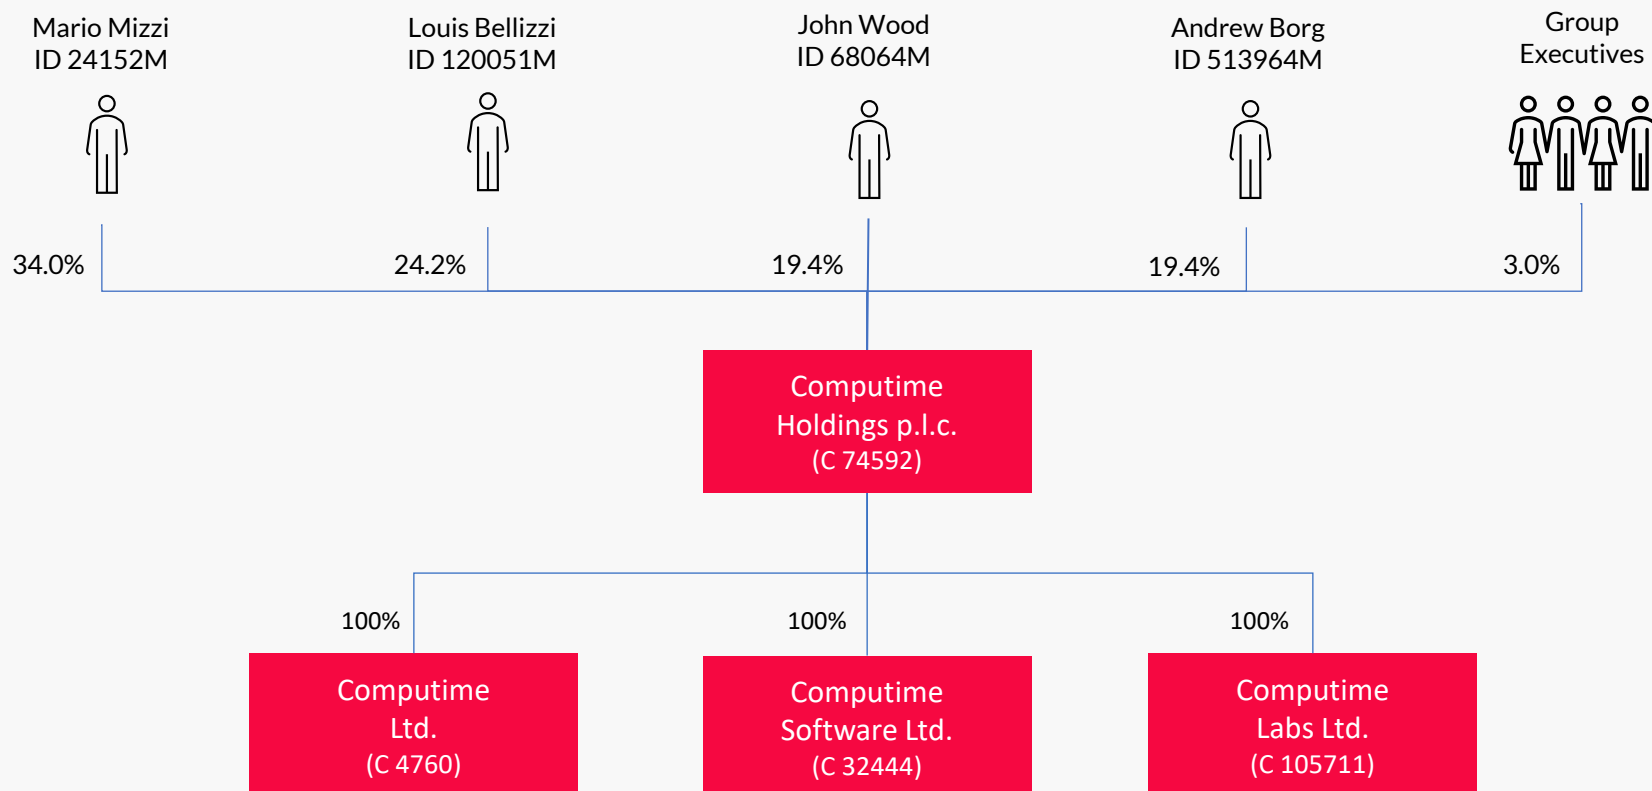 Mario Mizzi
ID 24152M
Louis Bellizzi
ID 120051M
John Wood
ID 68064M
Andrew Borg
ID 513964M
Group
Executives
34.0%
24.2%
19.4%
19.4%
3.0%
Computime
Holdings p.l.c.
(C 74592)
100%
100%
100%
Computime
Ltd.
(C 4760)
Computime
Software Ltd.
(C 32444)
Computime
Labs Ltd.
(C 105711)